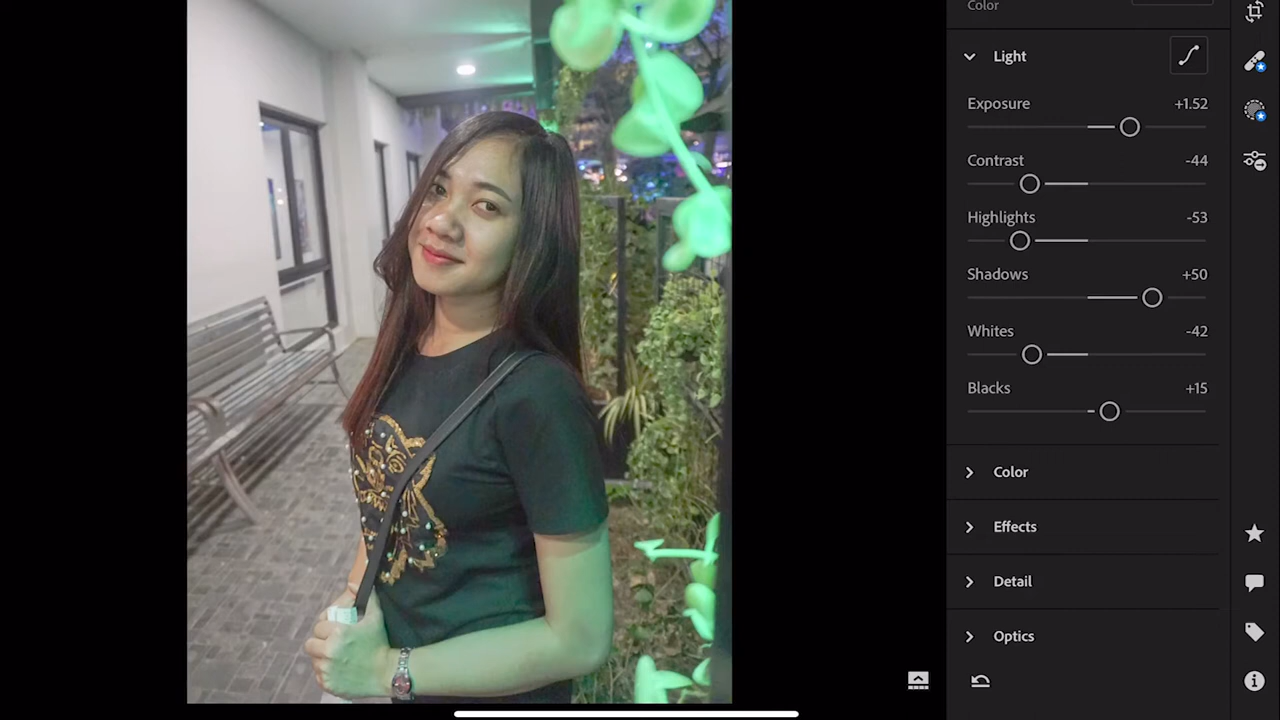 Color
Light
Exposure +1.52
Contrast -44
Highlights -53
Shadows +50
Whites -42
Blacks +15
Color
Effects
Detail
Optics